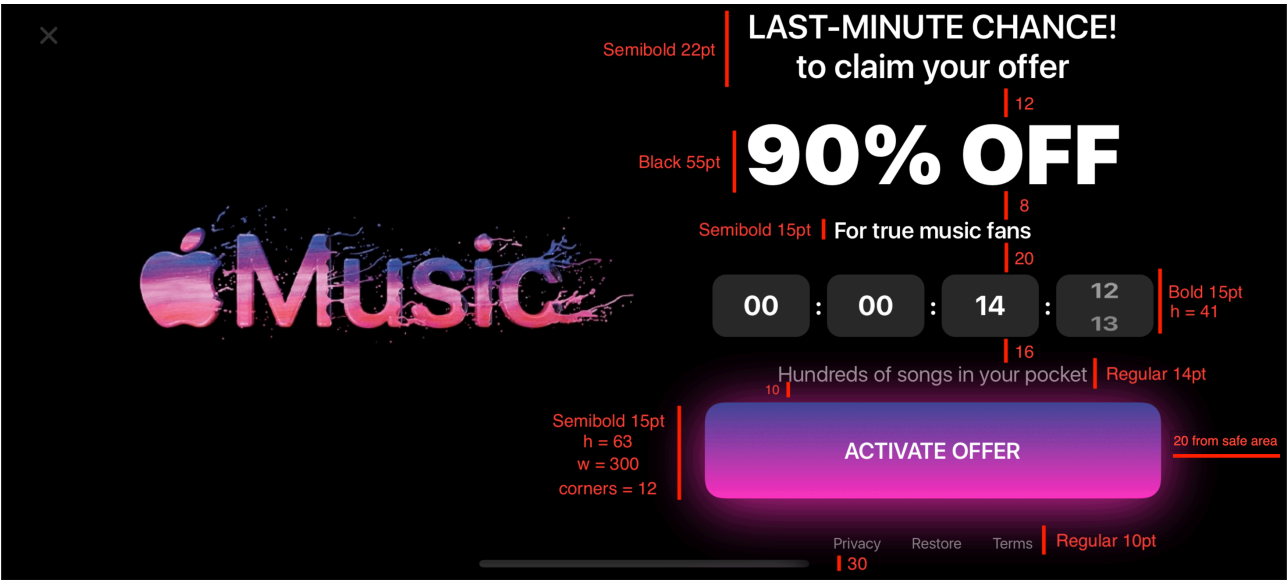 LAST-MINUTE CHANCE!
Semibold 22pt
to claim your offer
12
Black 55pt
90% OFF
8
Semibold 15pt
For true music fans
20
Music
00 : 00 : 14 : 12
13
Bold 15pt
h = 41
16
Hundreds of songs in your pocket
Regular 14pt
10
Semibold 15pt
h = 63
w = 300
corners = 12
ACTIVATE OFFER
20 from safe area
Privacy Restore Terms
Regular 10pt
30